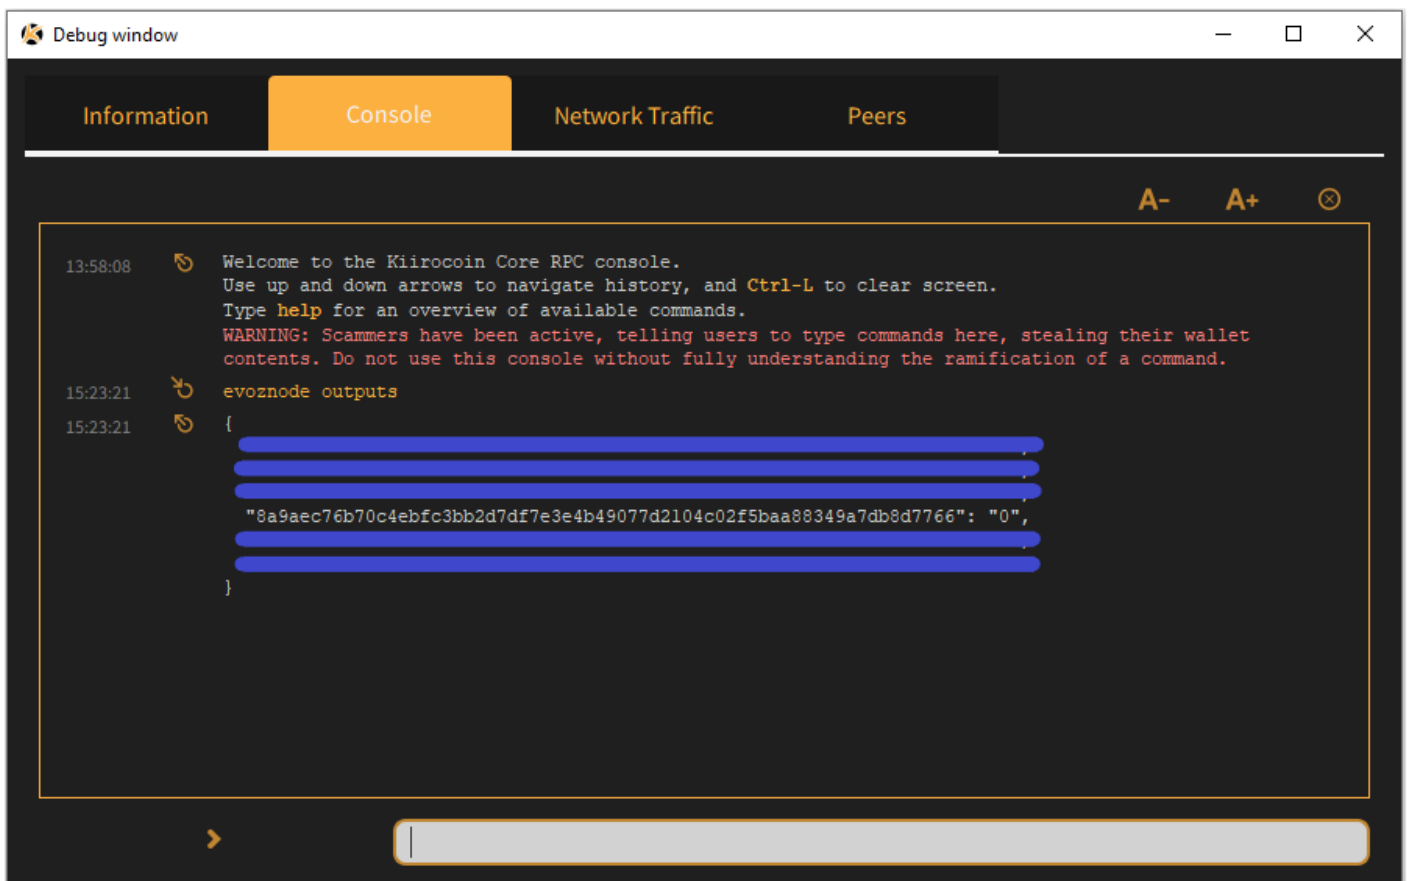 Debug window
Information Console Network Traffic Peers
A- A+
13:58:08 Welcome to the Kiirocoin Core RPC console.
Use up and down arrows to navigate history, and Ctrl-L to clear screen.
Type help for an overview of available commands.
WARNING: Scammers have been active, telling users to type commands here, stealing their wallet
contents. Do not use this console without fully understanding the ramification of a command.
15:23:21 evoznode outputs
15:23:21 {
"8a9aec76b70c4ebfc3bb2d7df7e3e4b49077d2104c02f5baa88349a7db8d7766": "0",
}